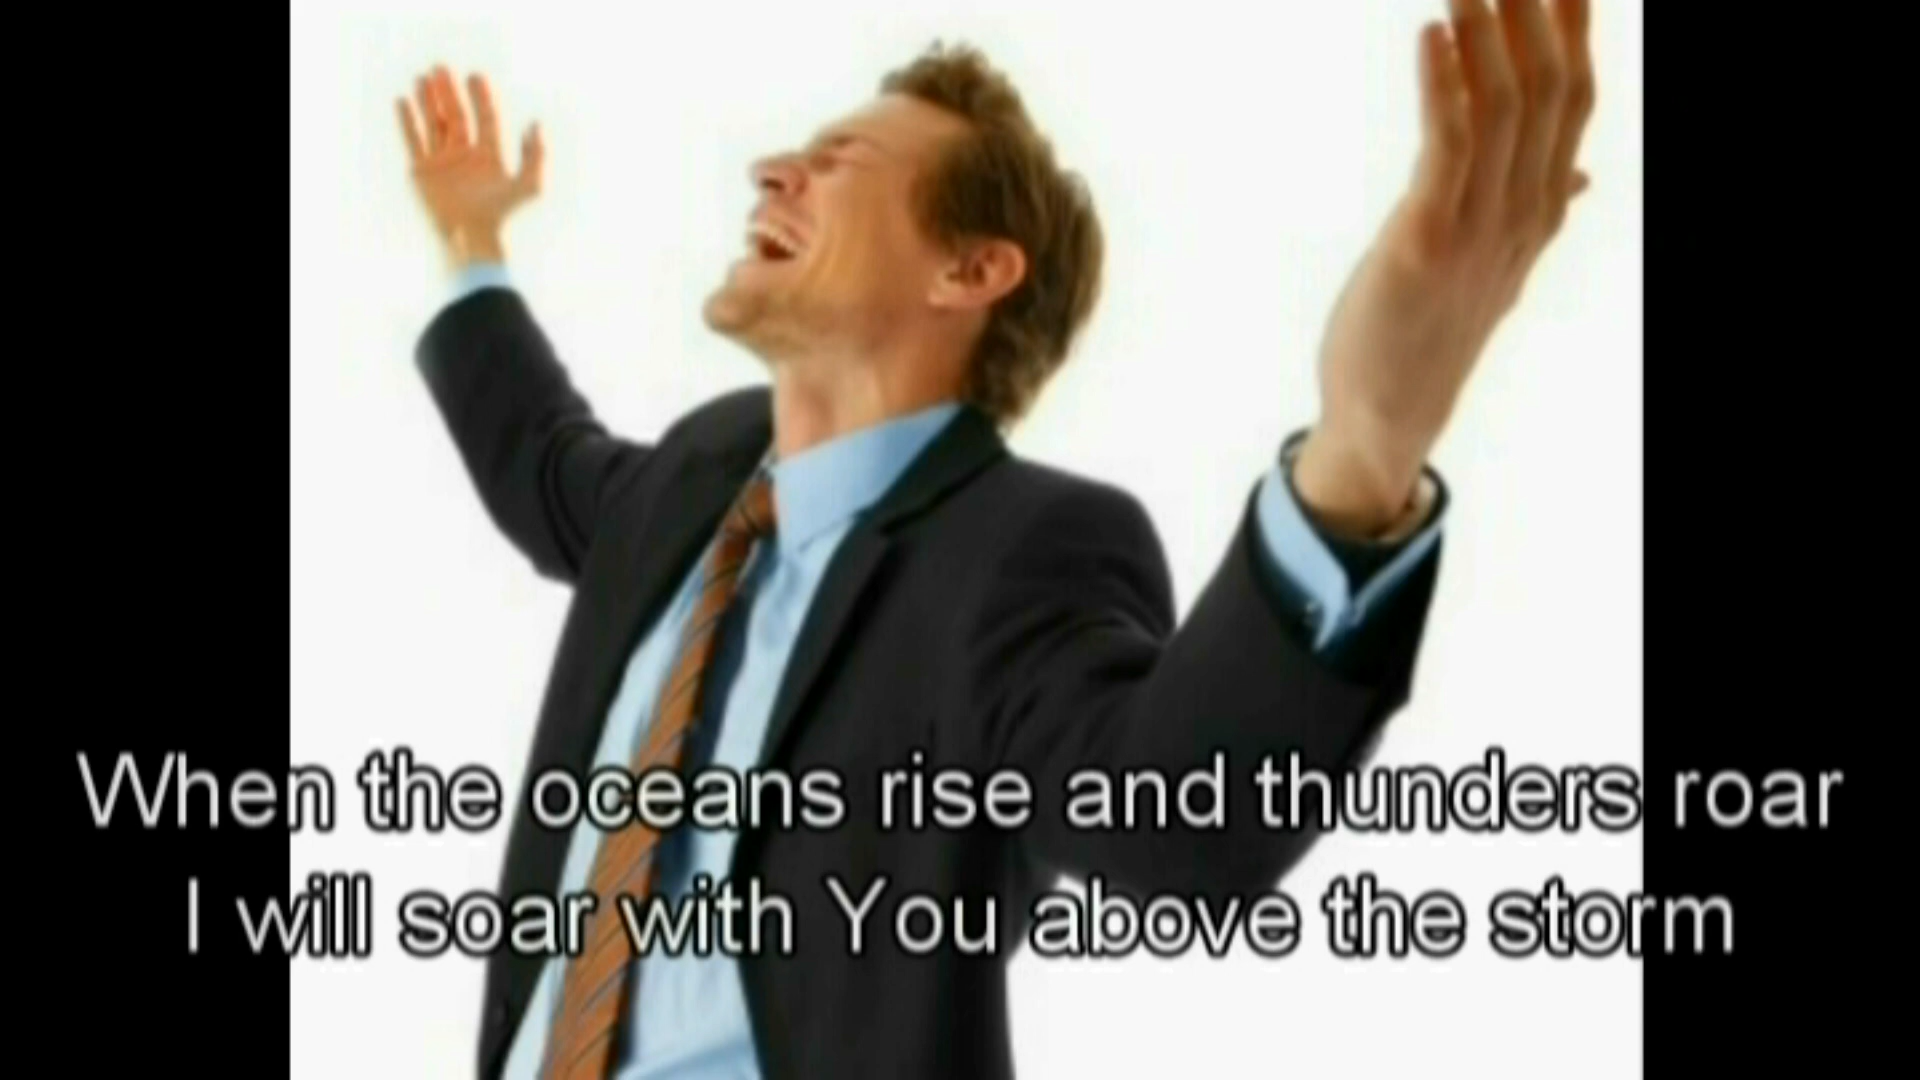 When the oceans rise and thunders roar
I will soar with You above the storm